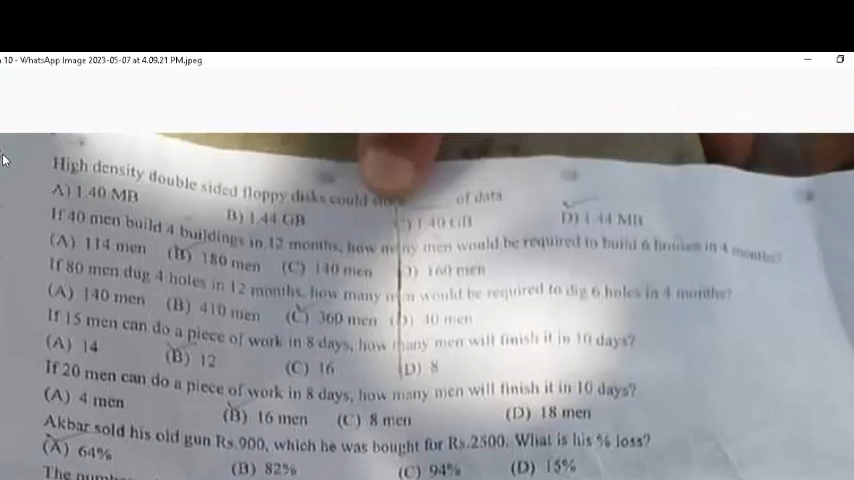 10 - WhatsApp Image 2023-05-07 at 4.09.21 PM.jpeg
High density double sided floppy disks could store ____ of data
A) 1.40 MB B) 1.44 GB C) 1.40 GB D) 1.44 MB
If 40 men build 4 buildings in 12 months, how many men would be required to build 6 houses in 4 months?
(A) 114 men (B) 180 men (C) 140 men (D) 160 men
If 80 men dug 4 holes in 12 months, how many men would be required to dig 6 holes in 4 months?
(A) 140 men (B) 410 men (C) 360 men (D) 40 men
If 15 men can do a piece of work in 8 days, how many men will finish it in 10 days?
(A) 14 (B) 12 (C) 16 (D) 8
If 20 men can do a piece of work in 8 days, how many men will finish it in 10 days?
(A) 4 men (B) 16 men (C) 8 men (D) 18 men
Akbar sold his old gun Rs.900, which he was bought for Rs.2500. What is his % loss?
(A) 64% (B) 82% (C) 94% (D) 15%
The